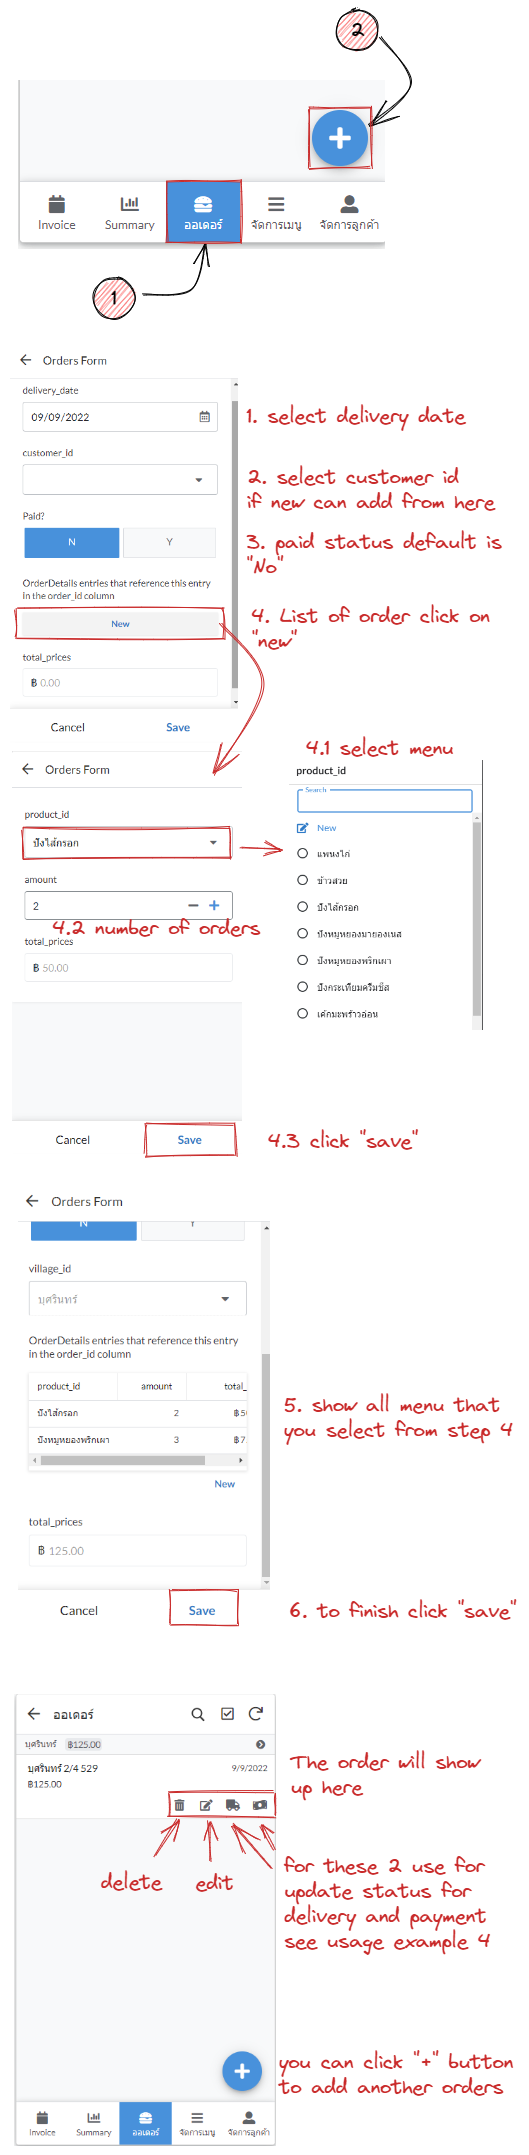 2
Invoice
Summary
ออเดอร์
จัดการเมนู
จัดการลูกค้า
1
Orders Form
delivery_date
09/09/2022
1. select delivery date
customer_id
2. select customer id
if new can add from here
Paid?
N
Y
3. paid status default is
"No"
OrderDetails entries that reference this entry
in the order_id column
New
4. List of order click on
"new"
total_prices
฿ 0.00
Cancel
Save
4.1 select menu
Orders Form
product_id
ปังไส้กรอก
amount
2
4.2 number of orders
total_prices
฿ 50.00
product_id
Search
New
แพนงไก่
ข้าวสวย
ปังไส้กรอก
ปังหมูหยองมายองเนส
ปังหมูหยองพริกเผา
ปังกระเทียมครีมชีส
เค้กมะพร้าวอ่อน
Cancel
Save
4.3 click "save"
Orders Form
N
Y
village_id
บุศรินทร์
OrderDetails entries that reference this entry
in the order_id column
product_id
amount
total_
ปังไส้กรอก
2
฿5
ปังหมูหยองพริกเผา
3
฿7
New
5. show all menu that
you select from step 4
total_prices
฿ 125.00
Cancel
Save
6. to finish click "save"
ออเดอร์
บุศรินทร์ ฿125.00
บุศรินทร์ 2/4 529
9/9/2022
฿125.00
The order will show
up here
delete
edit
for these 2 use for
update status for
delivery and payment
see usage example 4
you can click "+" button
to add another orders
Invoice
Summary
ออเดอร์
จัดการเมนู
จัดการลูกค้า